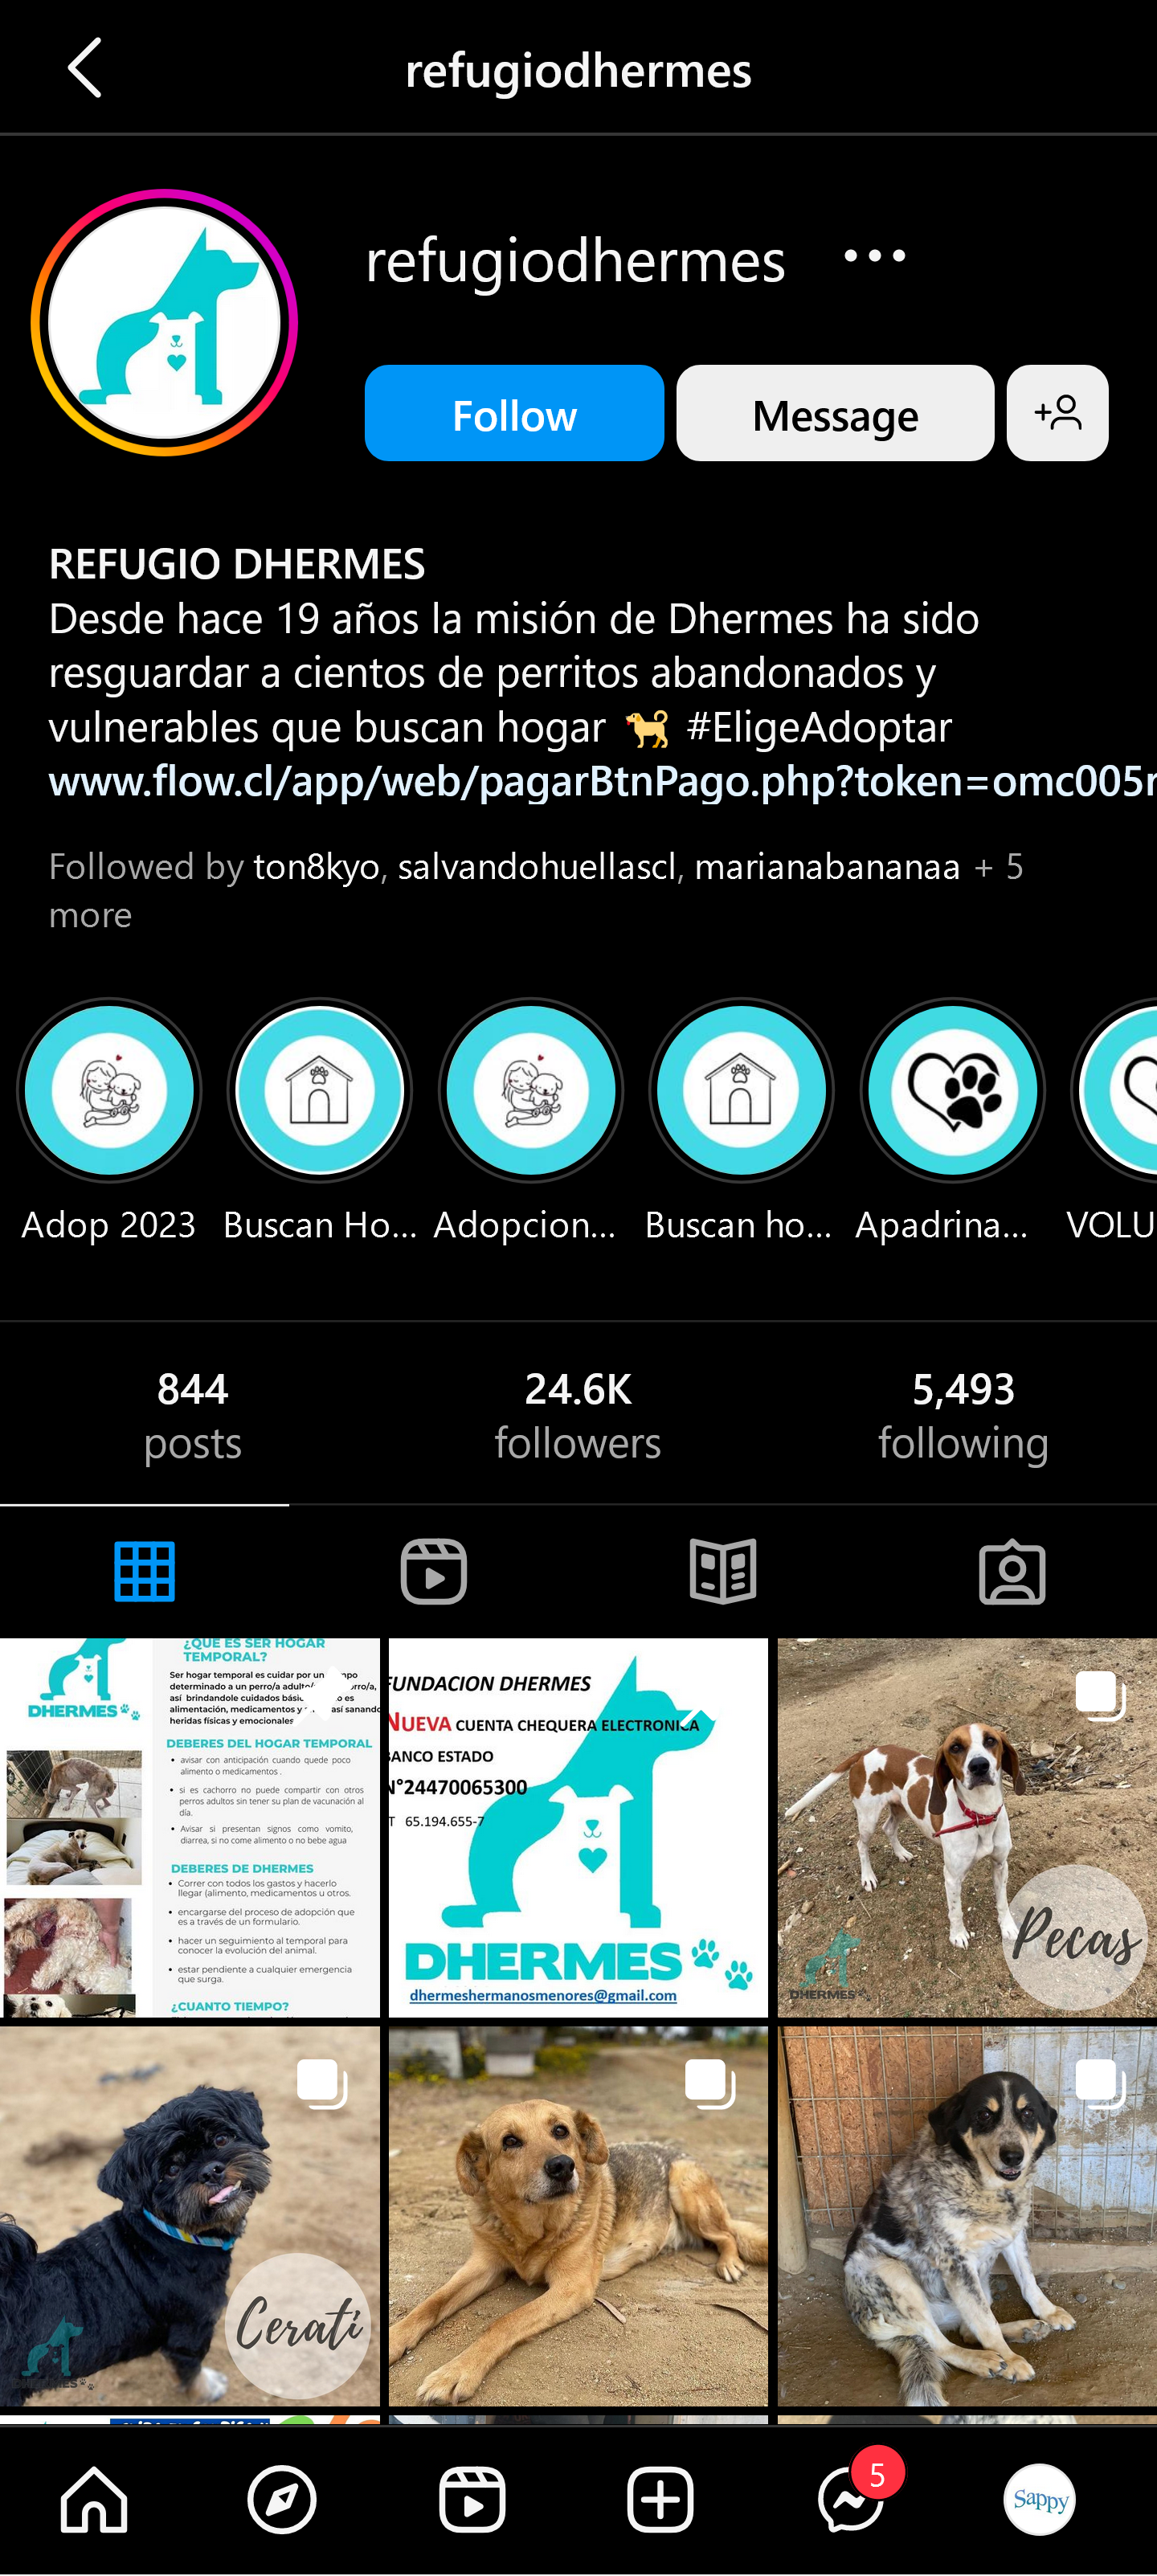 refugiodhermes
refugiodhermes
Follow
Message
REFUGIO DHERMES
Desde hace 19 años la misión de Dhermes ha sido
resguardar a cientos de perritos abandonados y
vulnerables que buscan hogar 🐕 #EligeAdoptar
www.flow.cl/app/web/pagarBtnPago.php?token=omc005
Followed by ton8kyo, salvandohuellascl, marianabananaa + 5
more
Adop 2023
Buscan Ho...
Adopcion...
Buscan ho...
Apadrina...
VOLU
844
posts
24.6K
followers
5,493
following
¿QUE ES SER HOGAR
TEMPORAL?
Ser hogar temporal es cuidar por un
determinado a un perro/a
así brindandole cuidados es
alimentación, medicamentos y así sanando
heridas físicas y emocionales
DHERMES
DEBERES DEL HOGAR TEMPORAL
• avisar con anticipación cuando quede poco
alimento o medicamentos .
• si es cachorro no puede compartir con otros
perros adultos sin tener su plan de vacunación al
día.
• Avisar si presentan signos como vomito,
diarrea, si no come alimento o no bebe agua
DEBERES DE DHERMES
• Correr con todos los gastos y hacerlo
llegar (alimento, medicamentos u otros.
• encargarse del proceso de adopción que
es a través de un formulario.
• hacer un seguimiento al temporal para
conocer la evolución del animal.
• estar pendiente a cualquier emergencia
que surga.
¿CUANTO TIEMPO?
FUNDACION DHERMES
NUEVA CUENTA CHEQUERA ELECTRONICA
BANCO ESTADO
N°24470065300
T 65.194.655-7
DHERMES
dhermeshermanosmenores@gmail.com
Pecas
DHERMES
Cerati
5
Sappy